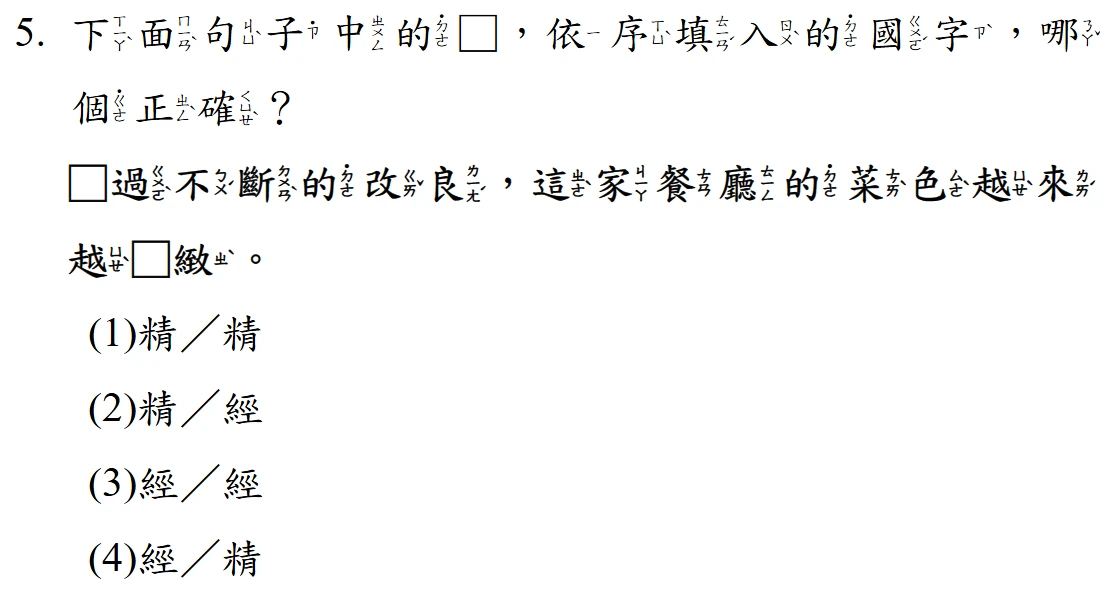 5. 下面句子中的□，依序填入的國字，哪
個正確？
□過不斷的改良，這家餐廳的菜色越來
越□緻。
(1)精／精
(2)精／經
(3)經／經
(4)經／精